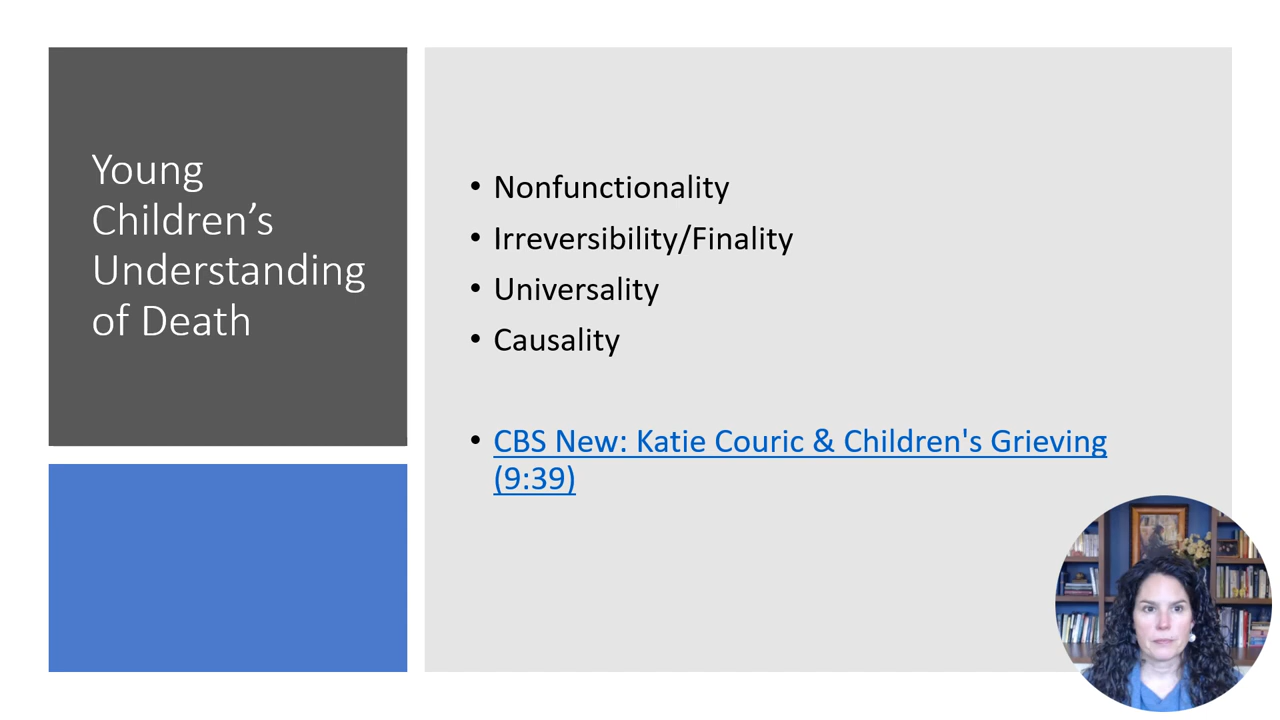 Young
Children’s
Understanding
of Death
• Nonfunctionality
• Irreversibility/Finality
• Universality
• Causality
• CBS New: Katie Couric & Children's Grieving
(9:39)